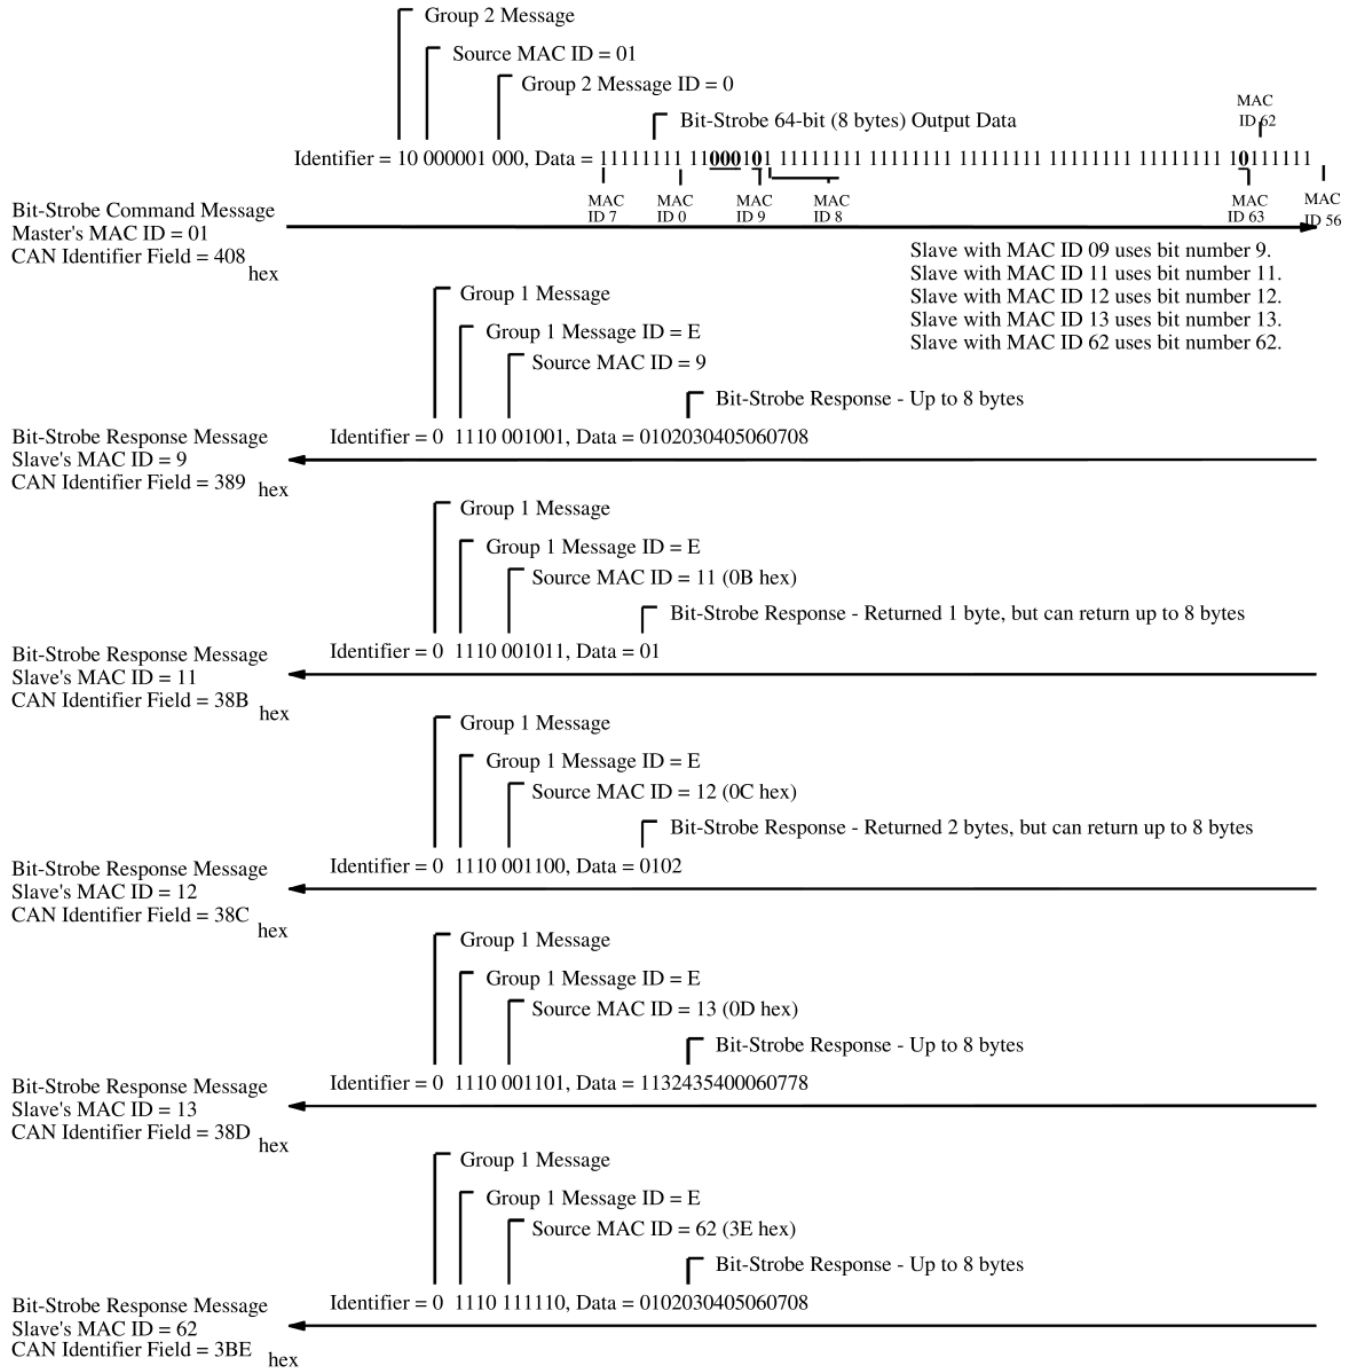 Group 2 Message
Source MAC ID = 01
Group 2 Message ID = 0
Bit-Strobe 64-bit (8 bytes) Output Data
MAC
ID 62
Identifier = 10 000001 000, Data = 11111111 11000101 11111111 11111111 11111111 11111111 11111111 10111111
MAC
ID 7
MAC
ID 0
MAC
ID 9
MAC
ID 8
MAC
ID 63
MAC
ID 56
Bit-Strobe Command Message
Master's MAC ID = 01
CAN Identifier Field = 408 hex
Slave with MAC ID 09 uses bit number 9.
Slave with MAC ID 11 uses bit number 11.
Slave with MAC ID 12 uses bit number 12.
Slave with MAC ID 13 uses bit number 13.
Slave with MAC ID 62 uses bit number 62.
Group 1 Message
Group 1 Message ID = E
Source MAC ID = 9
Bit-Strobe Response - Up to 8 bytes
Identifier = 0 1110 001001, Data = 0102030405060708
Bit-Strobe Response Message
Slave's MAC ID = 9
CAN Identifier Field = 389 hex
Group 1 Message
Group 1 Message ID = E
Source MAC ID = 11 (0B hex)
Bit-Strobe Response - Returned 1 byte, but can return up to 8 bytes
Identifier = 0 1110 001011, Data = 01
Bit-Strobe Response Message
Slave's MAC ID = 11
CAN Identifier Field = 38B hex
Group 1 Message
Group 1 Message ID = E
Source MAC ID = 12 (0C hex)
Bit-Strobe Response - Returned 2 bytes, but can return up to 8 bytes
Identifier = 0 1110 001100, Data = 0102
Bit-Strobe Response Message
Slave's MAC ID = 12
CAN Identifier Field = 38C hex
Group 1 Message
Group 1 Message ID = E
Source MAC ID = 13 (0D hex)
Bit-Strobe Response - Up to 8 bytes
Identifier = 0 1110 001101, Data = 1132435400060778
Bit-Strobe Response Message
Slave's MAC ID = 13
CAN Identifier Field = 38D hex
Group 1 Message
Group 1 Message ID = E
Source MAC ID = 62 (3E hex)
Bit-Strobe Response - Up to 8 bytes
Identifier = 0 1110 111110, Data = 0102030405060708
Bit-Strobe Response Message
Slave's MAC ID = 62
CAN Identifier Field = 3BE hex